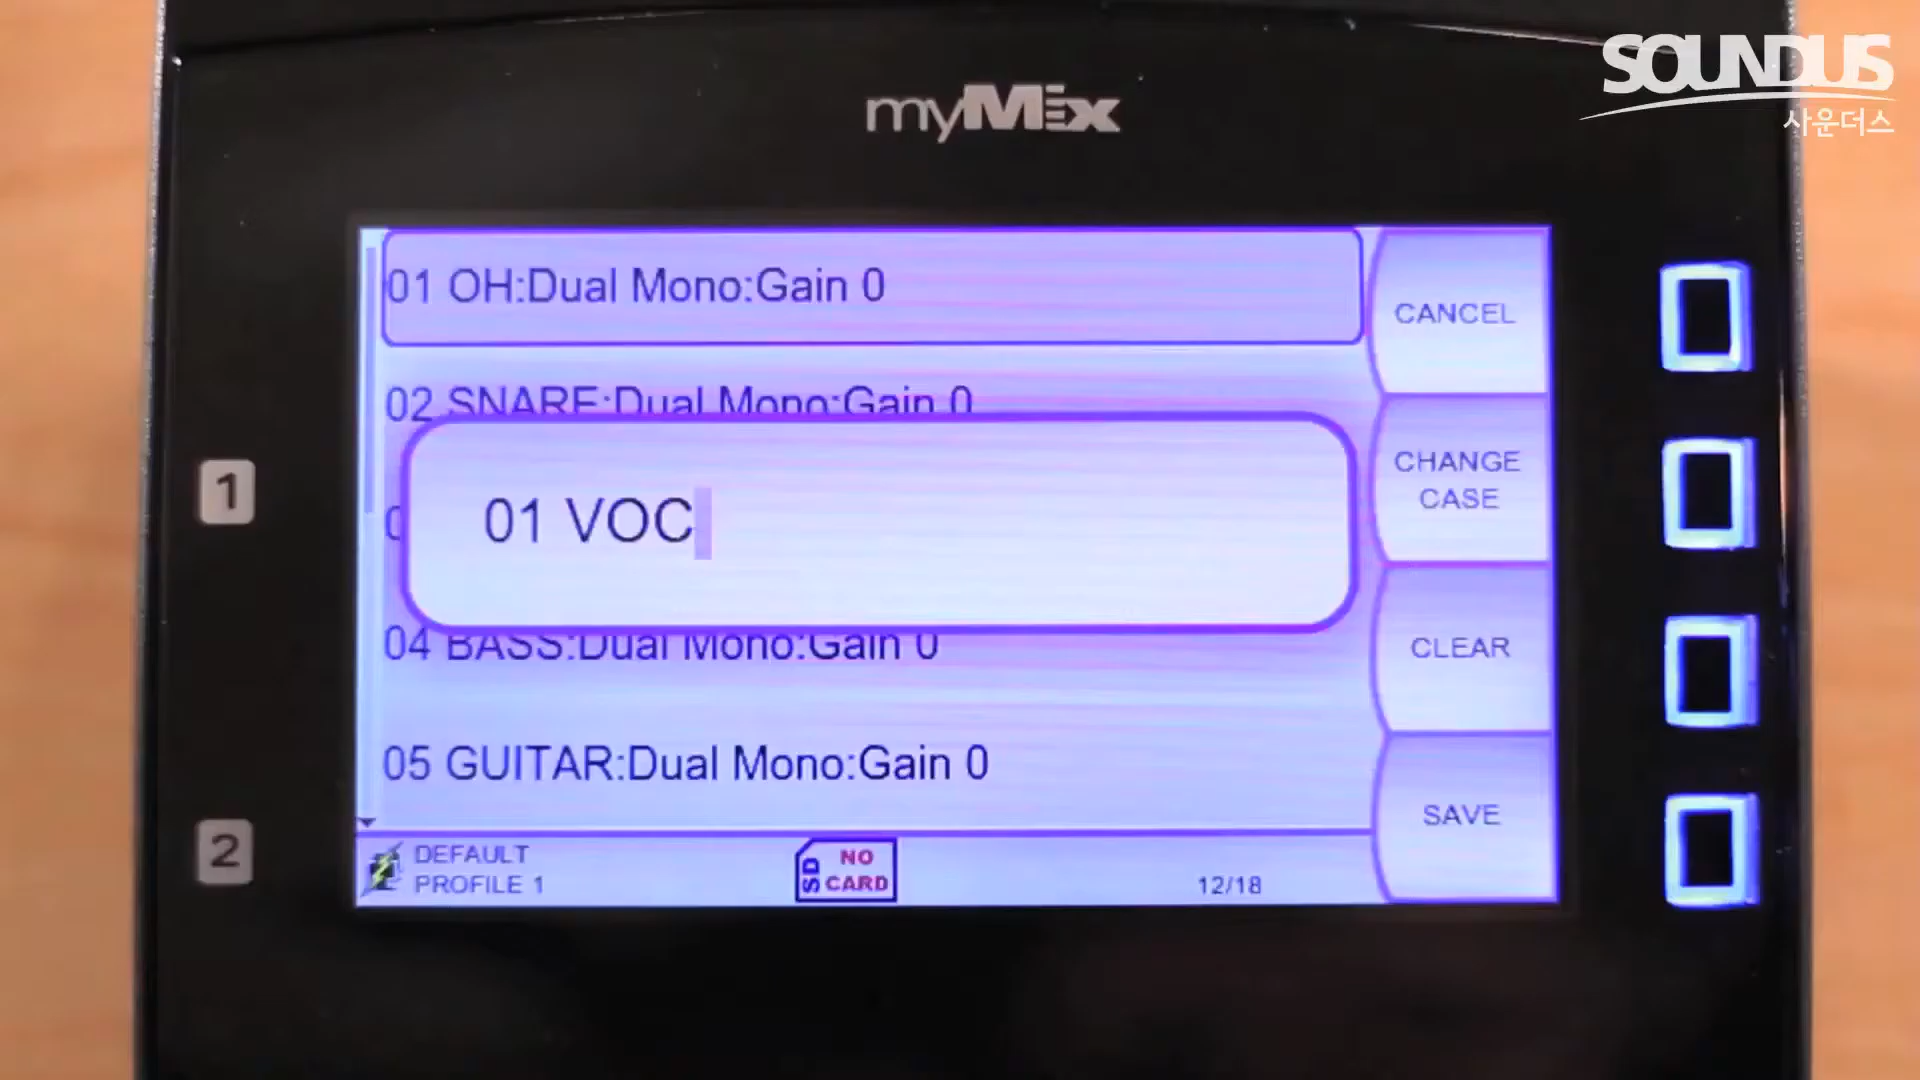 SOUNDUS
사운더스
myMix
01 OH:Dual Mono:Gain 0
CANCEL
02 SNARE:Dual Mono:Gain 0
CHANGE
CASE
1
01 VOC
04 BASS:Dual Mono:Gain 0
CLEAR
05 GUITAR:Dual Mono:Gain 0
SAVE
2
DEFAULT
PROFILE 1
SD
NO
CARD
12/18